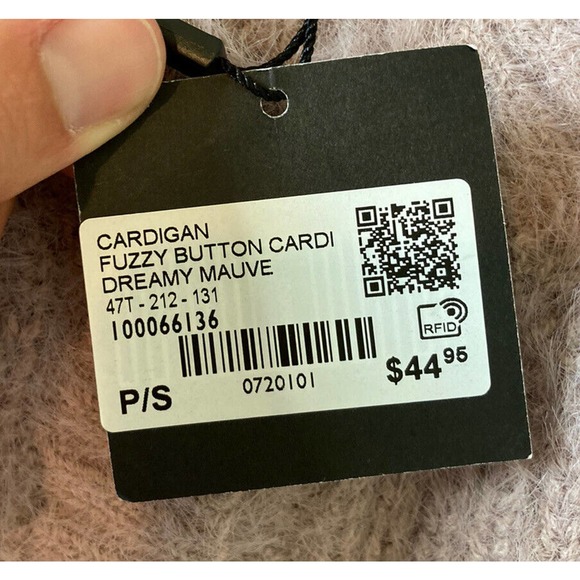 CARDIGAN
FUZZY BUTTON CARDI
DREAMY MAUVE
47T - 212 - 131
100066136
RFID
P/S
0720101
$44.95